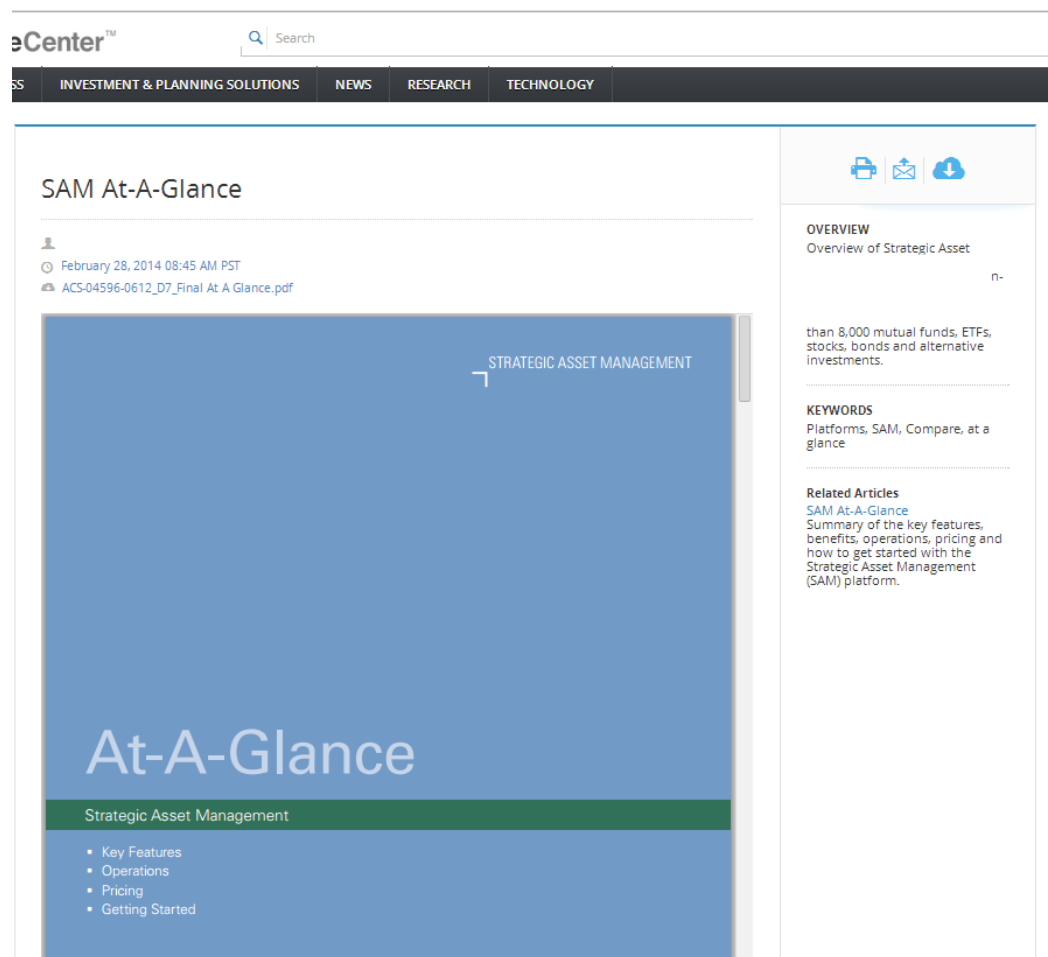 eCenter™
Search
SS
INVESTMENT & PLANNING SOLUTIONS
NEWS
RESEARCH
TECHNOLOGY
SAM At-A-Glance
February 28, 2014 08:45 AM PST
ACS-04596-0612_D7_Final At A Glance.pdf
STRATEGIC ASSET MANAGEMENT
At-A-Glance
Strategic Asset Management
▪ Key Features
▪ Operations
▪ Pricing
▪ Getting Started
OVERVIEW
Overview of Strategic Asset
n-
than 8,000 mutual funds, ETFs,
stocks, bonds and alternative
investments.
KEYWORDS
Platforms, SAM, Compare, at a
glance
Related Articles
SAM At-A-Glance
Summary of the key features,
benefits, operations, pricing and
how to get started with the
Strategic Asset Management
(SAM) platform.